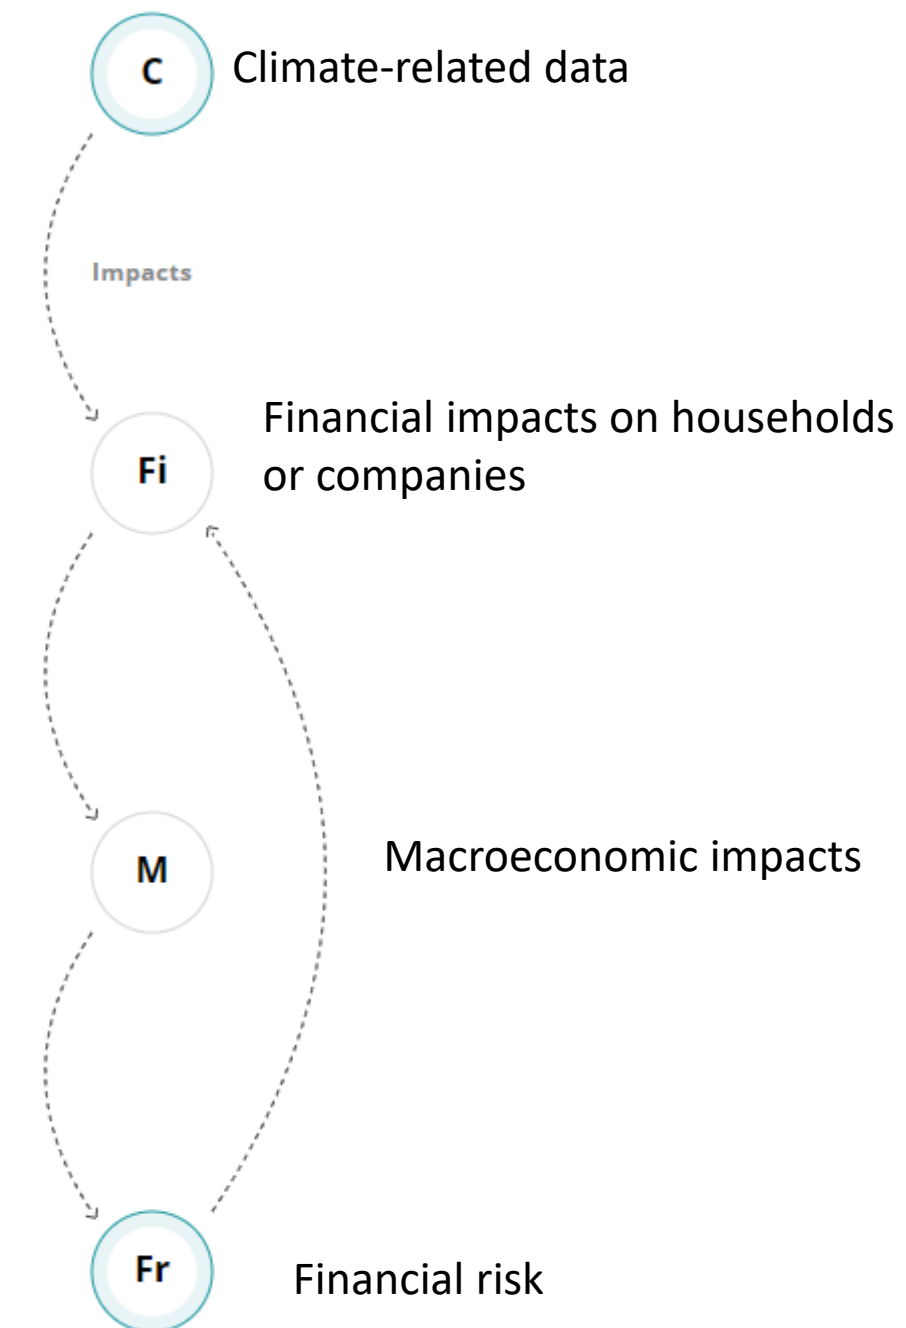 C
Climate-related data
Impacts
Fi
Financial impacts on households
or companies
M
Macroeconomic impacts
Fr
Financial risk